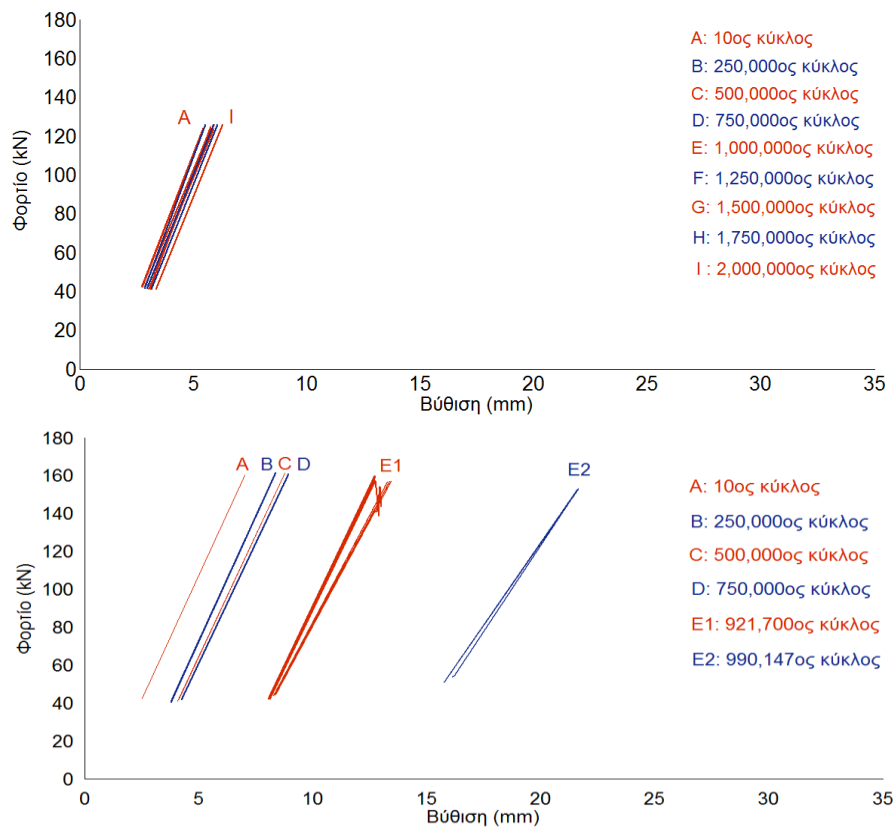 180
160
140
120
100
80
60
40
20
0
Φορτίο (kN)
A
I
A: 10ος κύκλος
B: 250,000ος κύκλος
C: 500,000ος κύκλος
D: 750,000ος κύκλος
E: 1,000,000ος κύκλος
F: 1,250,000ος κύκλος
G: 1,500,000ος κύκλος
H: 1,750,000ος κύκλος
I : 2,000,000ος κύκλος
0 5 10 15 20 25 30 35
Βύθιση (mm)
180
160
140
120
100
80
60
40
20
0
Φορτίο (kN)
A B C D E1 E2
A: 10ος κύκλος
B: 250,000ος κύκλος
C: 500,000ος κύκλος
D: 750,000ος κύκλος
E1: 921,700ος κύκλος
E2: 990,147ος κύκλος
0 5 10 15 20 25 30 35
Βύθιση (mm)